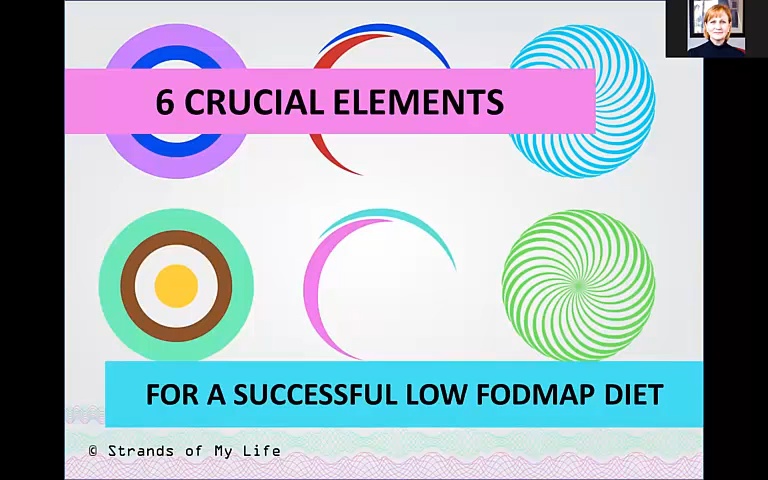 6 CRUCIAL ELEMENTS
FOR A SUCCESSFUL LOW FODMAP DIET
© Strands of My Life